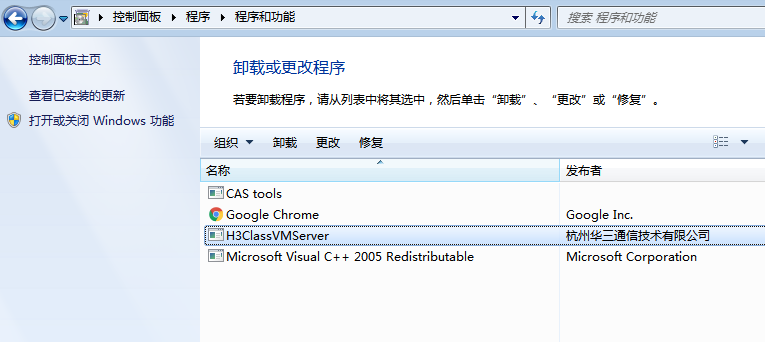 控制面板 ▸ 程序 ▸ 程序和功能
搜索 程序和功能
控制面板主页
查看已安装的更新
打开或关闭 Windows 功能
卸载或更改程序
若要卸载程序，请从列表中将其选中，然后单击“卸载”、“更改”或“修复”。
组织 卸载 更改 修复
名称 发布者
CAS tools
Google Chrome Google Inc.
H3ClassVMServer 杭州华三通信技术有限公司
Microsoft Visual C++ 2005 Redistributable Microsoft Corporation